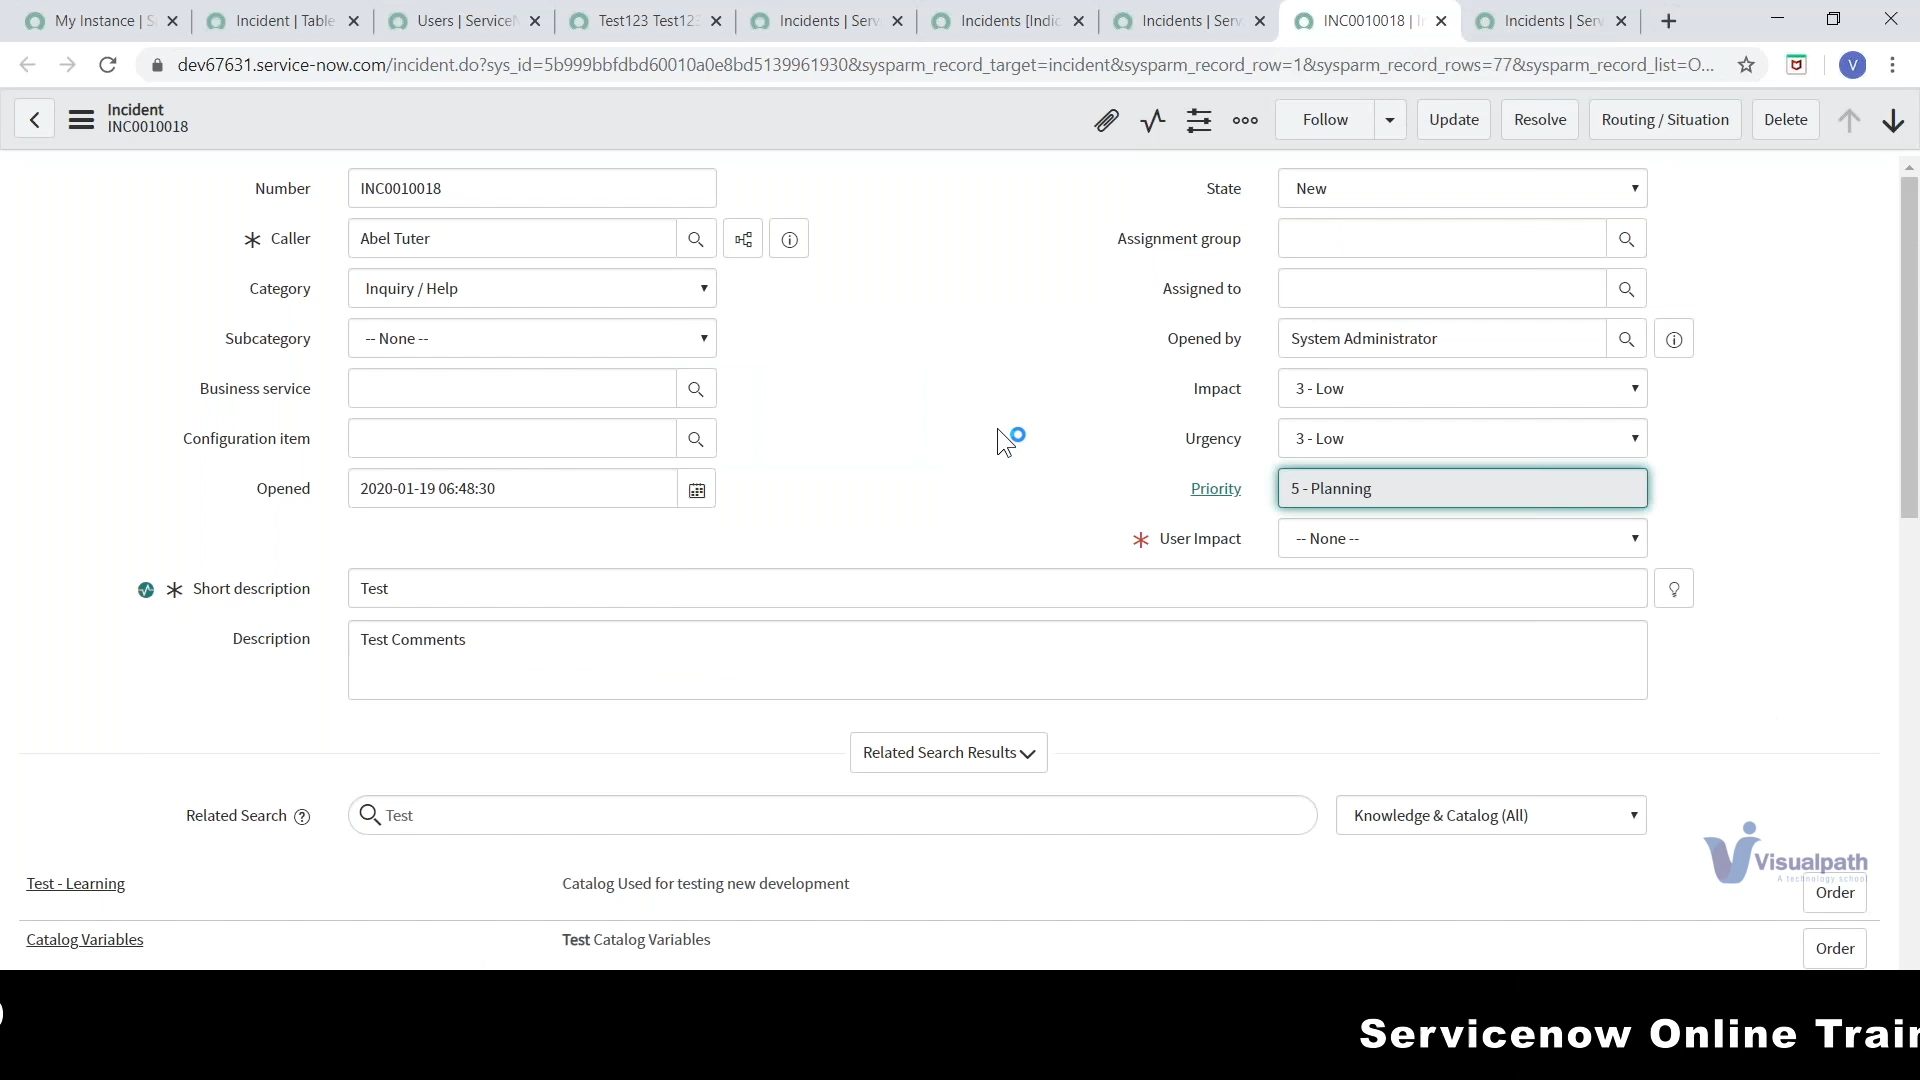 My Instance | S
Incident | Table
Users | ServiceN
Test123 Test123
Incidents | Serv
Incidents [Indic
Incidents | Serv
INC0010018 | I
Incidents | Serv
dev67631.service-now.com/incident.do?sys_id=5b999bbfdbd60010a0e8bd5139961930&sysparm_record_target=incident&sysparm_record_row=1&sysparm_record_rows=77&sysparm_record_list=O...
V
Incident
INC0010018
Follow
Update
Resolve
Routing / Situation
Delete
Number
INC0010018
State
New
Caller
Abel Tuter
Assignment group
Category
Inquiry / Help
Assigned to
Subcategory
-- None --
Opened by
System Administrator
Business service
Impact
3 - Low
Configuration item
Urgency
3 - Low
Opened
2020-01-19 06:48:30
Priority
5 - Planning
User Impact
-- None --
Short description
Test
Description
Test Comments
Related Search Results
Related Search
Test
Knowledge & Catalog (All)
Visualpath
A technology school
Test - Learning
Catalog Used for testing new development
Order
Catalog Variables
Test Catalog Variables
Order
Servicenow Online Train